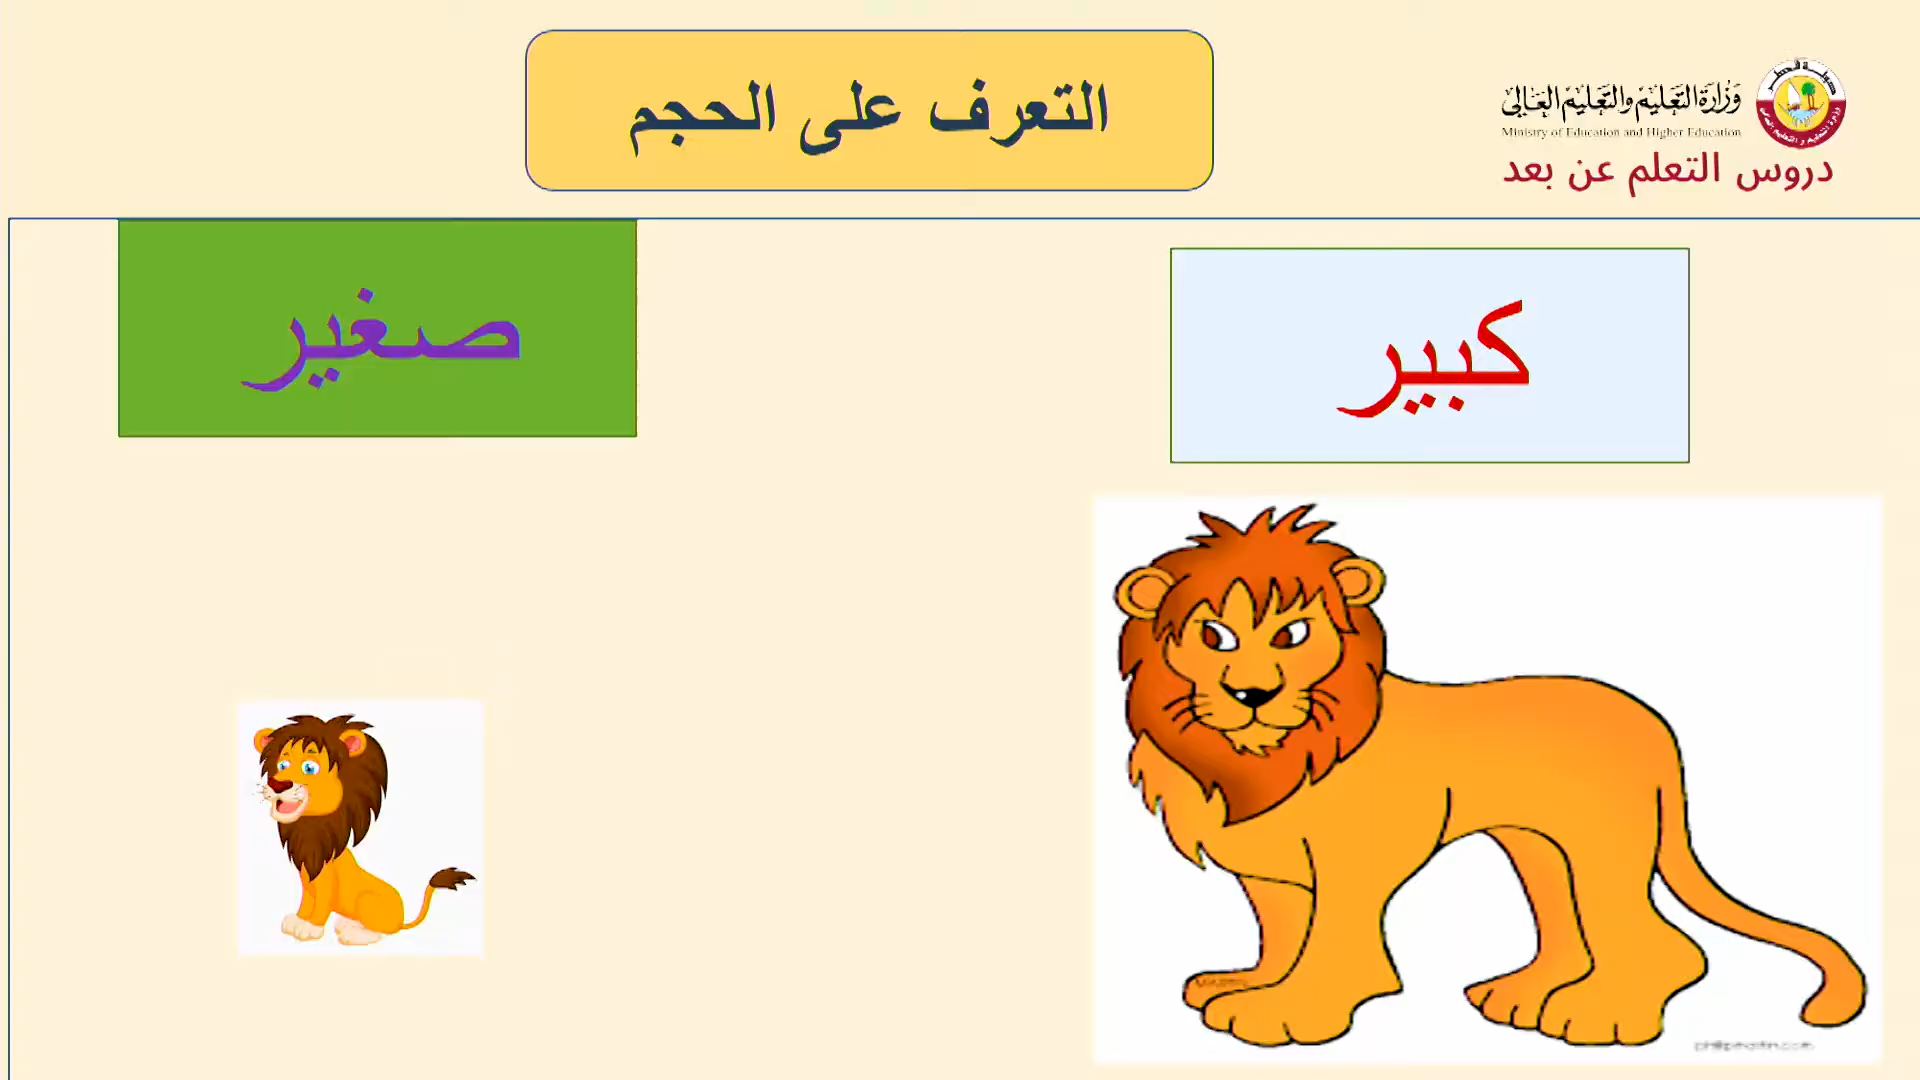 التعرف على الحجم
وزارة التعليم والتعليم العالي
Ministry of Education and Higher Education
دروس التعلم عن بعد
كبير
صغير